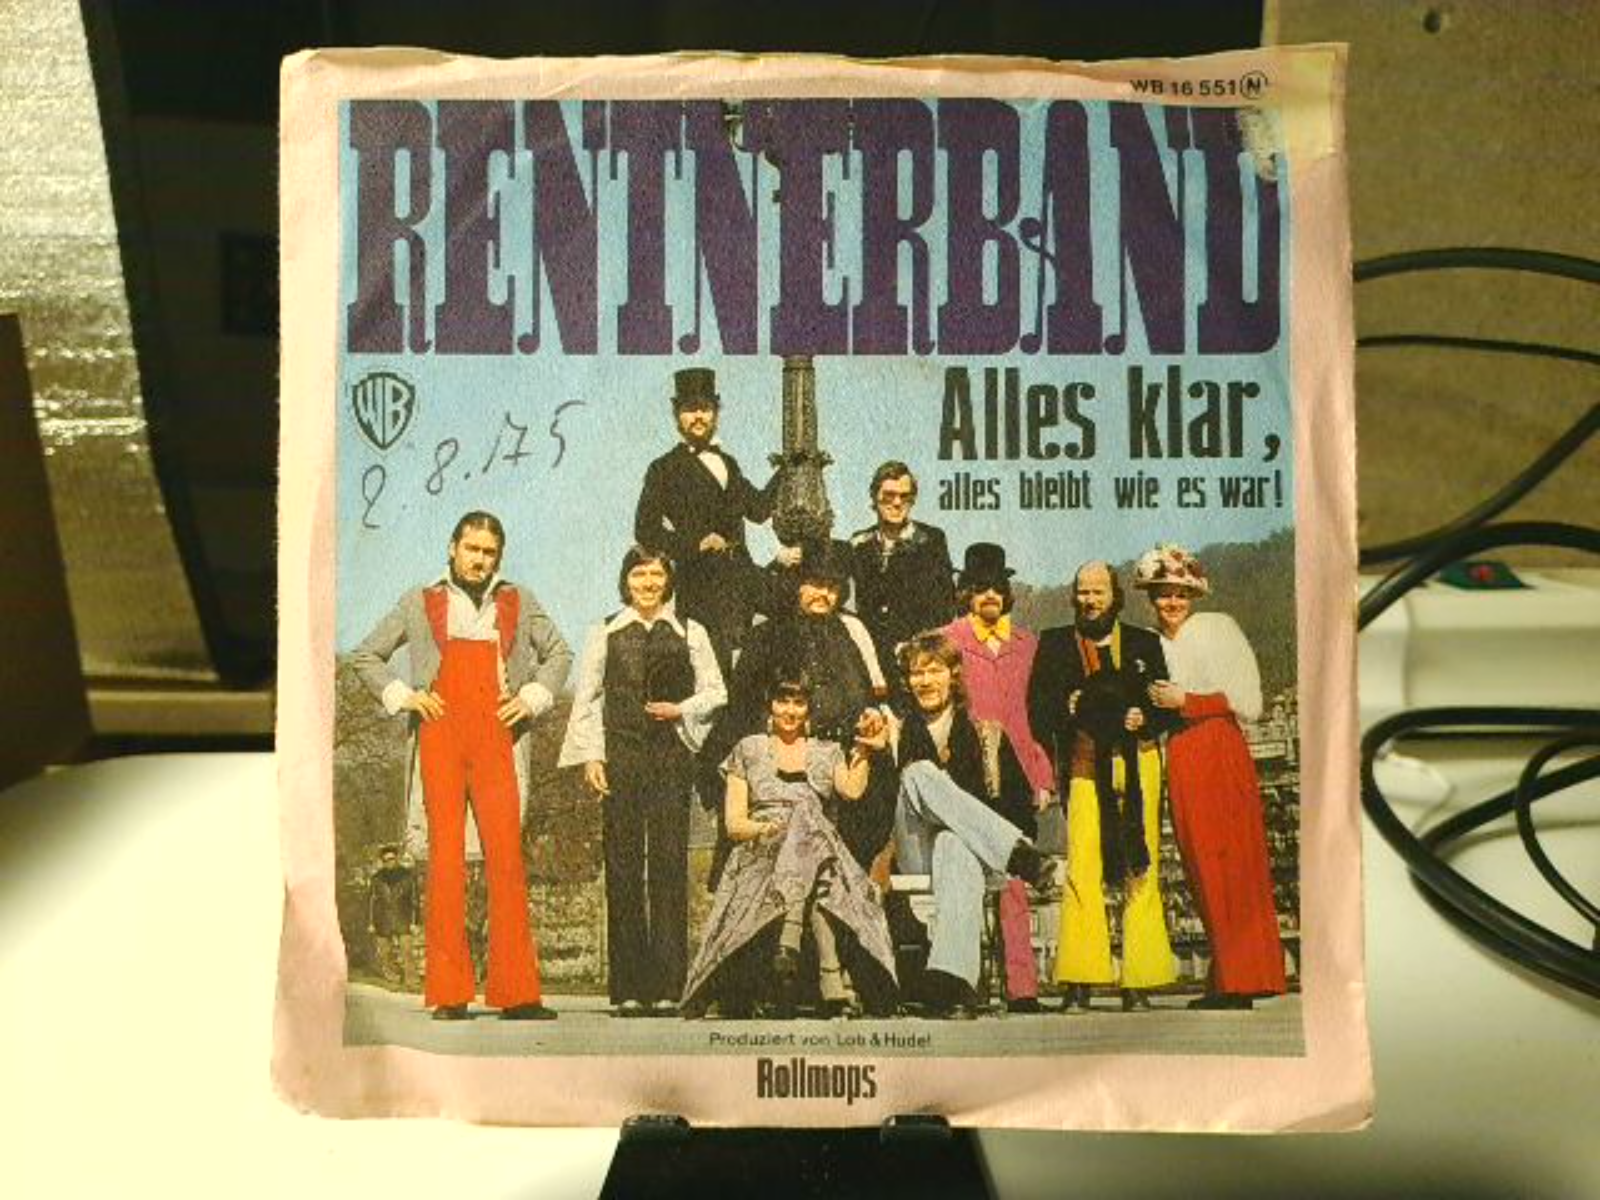 WB 16 551 N
RENTNERBAND
WB
Alles klar,
alles bleibt wie es war!
2.8.175
Produziert von Lob & Hudel
Rollmops